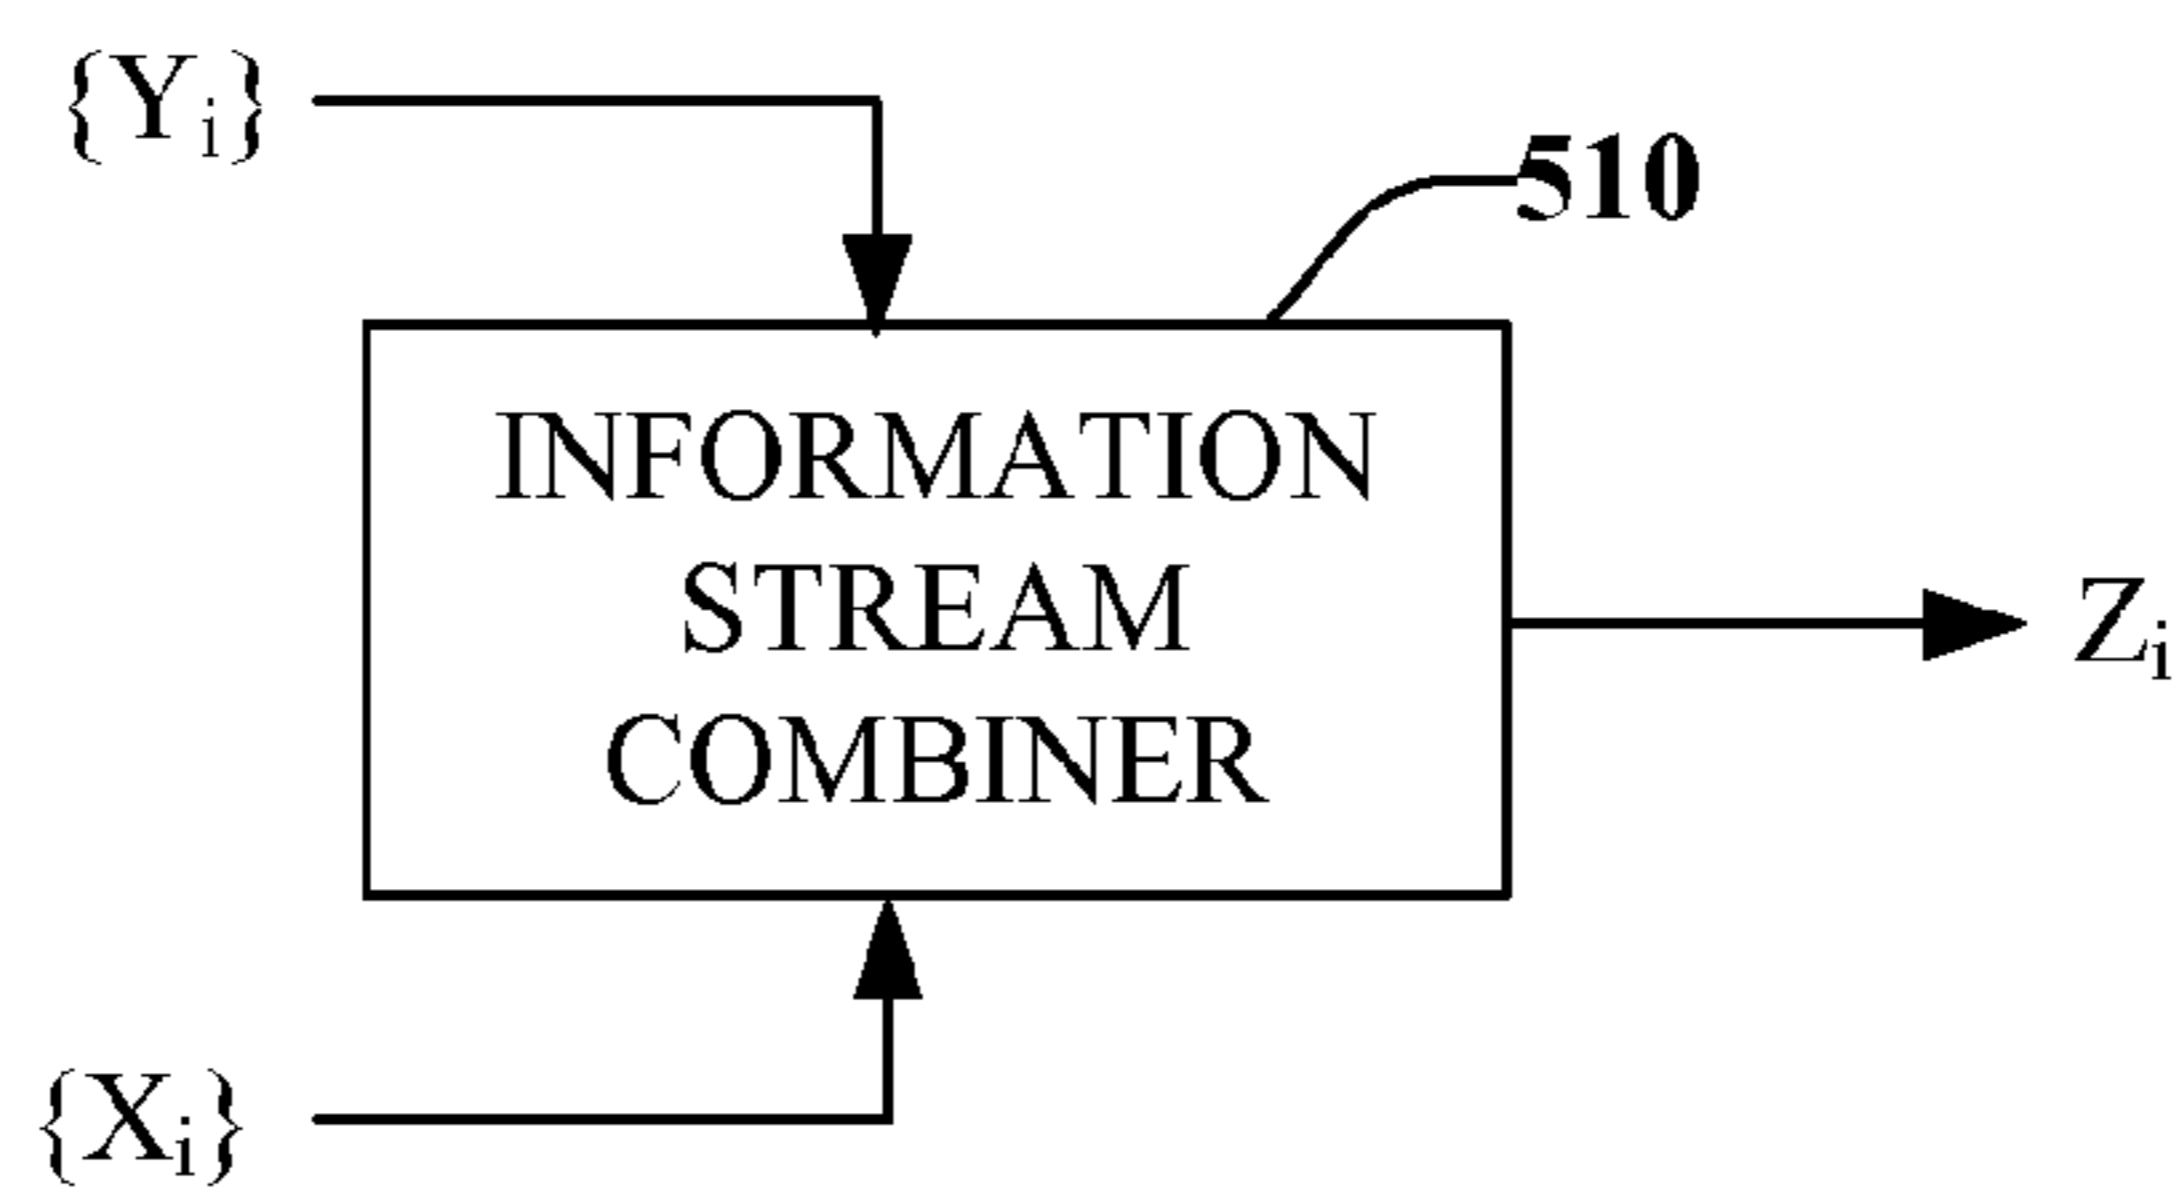 {Yi}
510
INFORMATION
STREAM
COMBINER
Zi
{Xi}